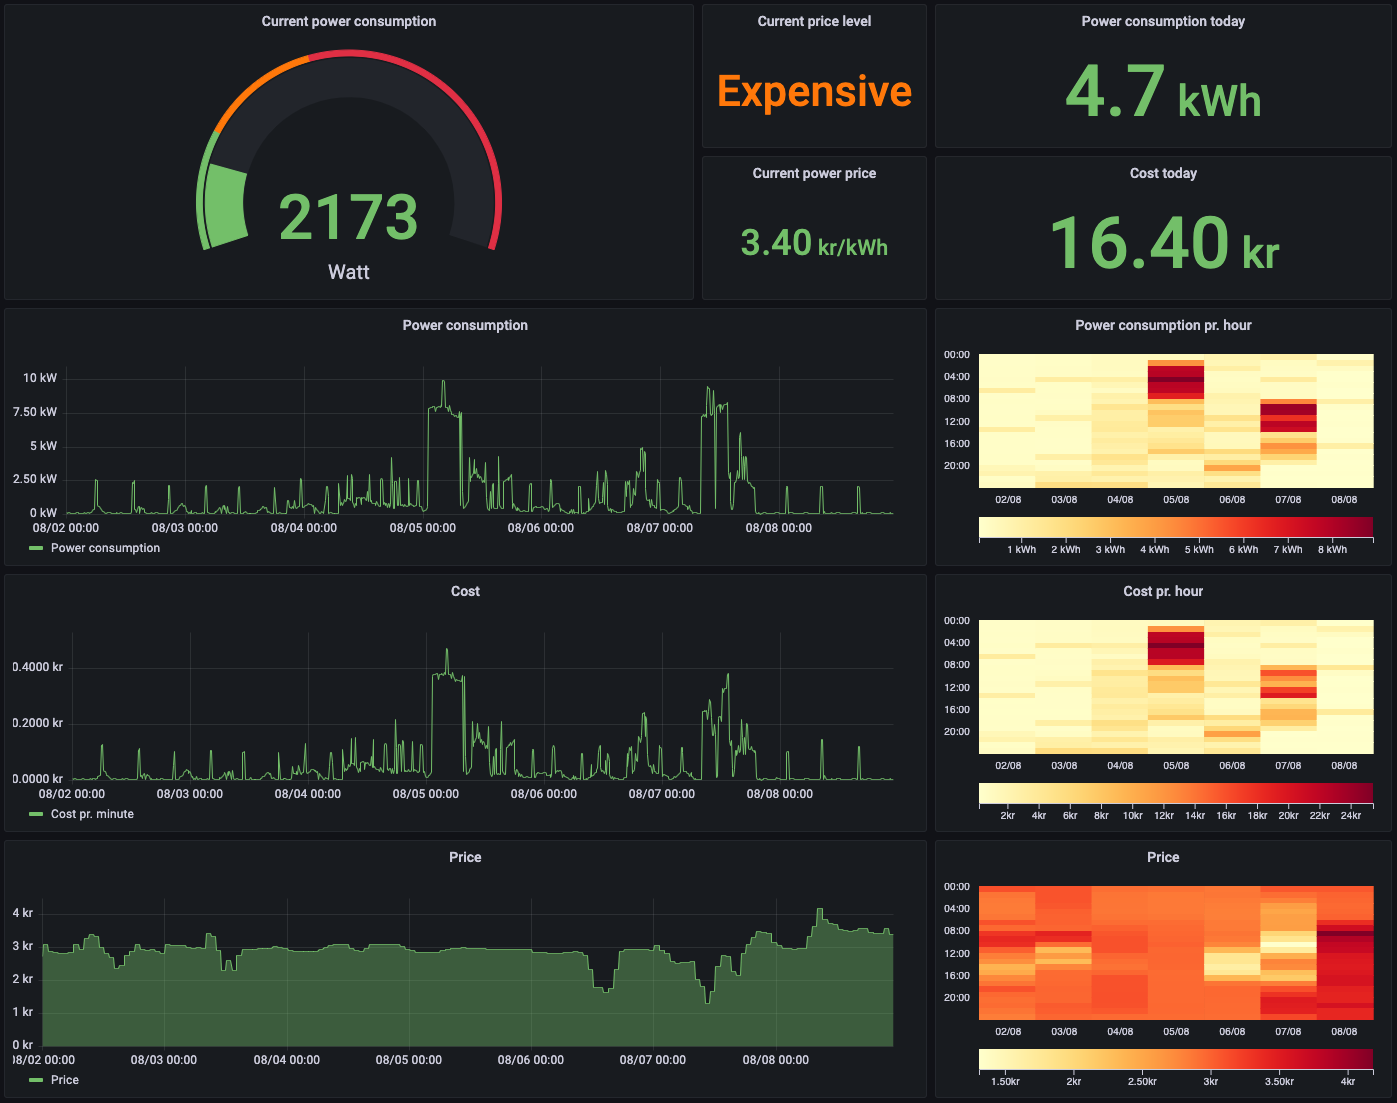 Current power consumption
2173
Watt
Current price level
Expensive
Power consumption today
4.7 kWh
Current power price
3.40 kr/kWh
Cost today
16.40 kr
Power consumption
10 kW
7.50 kW
5 kW
2.50 kW
0 kW
08/02 00:00 08/03 00:00 08/04 00:00 08/05 00:00 08/06 00:00 08/07 00:00 08/08 00:00
Power consumption
Power consumption pr. hour
00:00
04:00
08:00
12:00
16:00
20:00
02/08 03/08 04/08 05/08 06/08 07/08 08/08
1 kWh 2 kWh 3 kWh 4 kWh 5 kWh 6 kWh 7 kWh 8 kWh
Cost
0.4000 kr
0.2000 kr
0.0000 kr
08/02 00:00 08/03 00:00 08/04 00:00 08/05 00:00 08/06 00:00 08/07 00:00 08/08 00:00
Cost pr. minute
Cost pr. hour
00:00
04:00
08:00
12:00
16:00
20:00
02/08 03/08 04/08 05/08 06/08 07/08 08/08
2kr 4kr 6kr 8kr 10kr 12kr 14kr 16kr 18kr 20kr 22kr 24kr
Price
4 kr
3 kr
2 kr
1 kr
0 kr
08/02 00:00 08/03 00:00 08/04 00:00 08/05 00:00 08/06 00:00 08/07 00:00 08/08 00:00
Price
Price
00:00
04:00
08:00
12:00
16:00
20:00
02/08 03/08 04/08 05/08 06/08 07/08 08/08
1.50kr 2kr 2.50kr 3kr 3.50kr 4kr